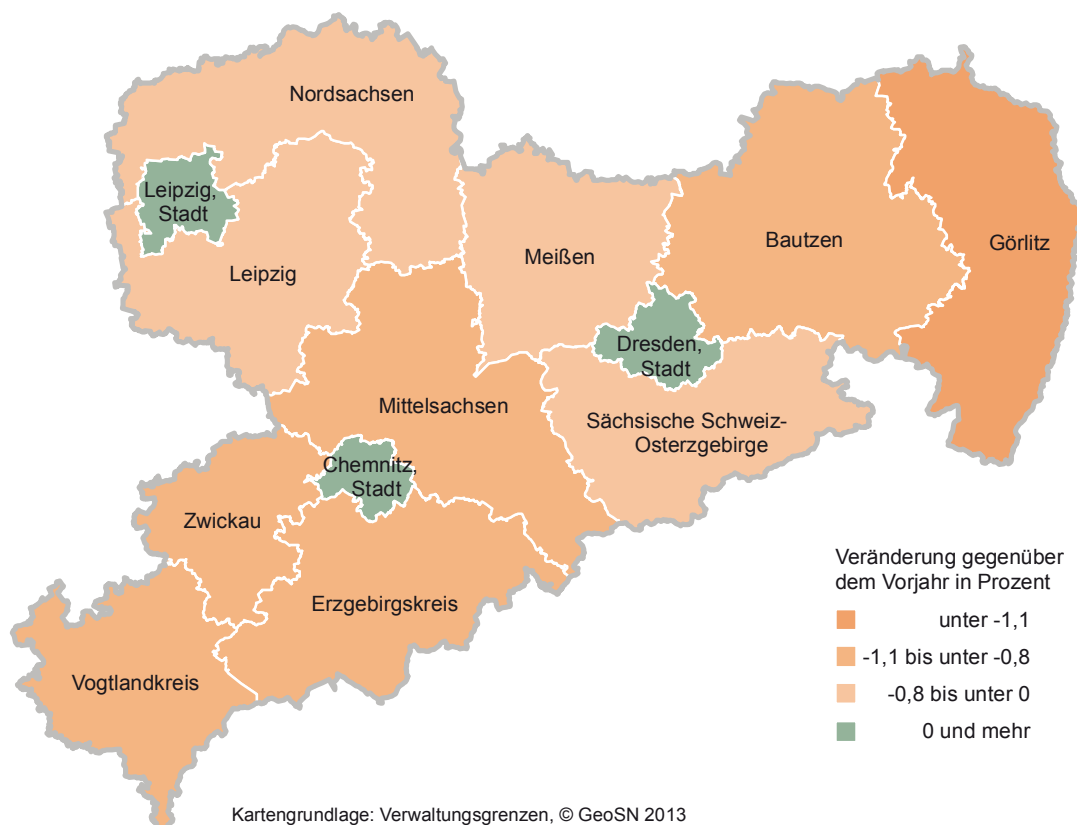 Nordsachsen
Leipzig,
Stadt
Leipzig
Meißen
Bautzen
Görlitz
Dresden,
Stadt
Mittelsachsen
Sächsische Schweiz-
Osterzgebirge
Chemnitz,
Stadt
Zwickau
Erzgebirgskreis
Vogtlandkreis
Veränderung gegenüber
dem Vorjahr in Prozent
unter -1,1
-1,1 bis unter -0,8
-0,8 bis unter 0
0 und mehr
Kartengrundlage: Verwaltungsgrenzen, © GeoSN 2013